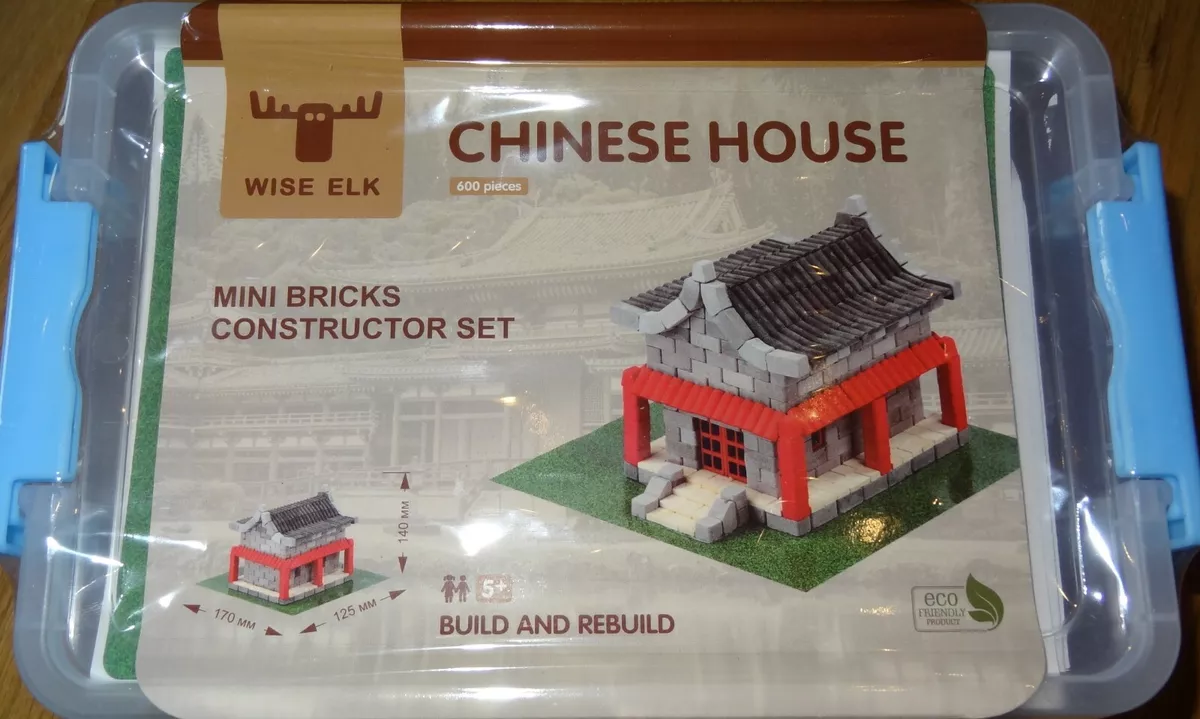 WISE ELK
CHINESE HOUSE
600 pieces
MINI BRICKS
CONSTRUCTOR SET
140 мм
170 мм
125 мм
5+
BUILD AND REBUILD
eco
FRIENDLY
PRODUCT